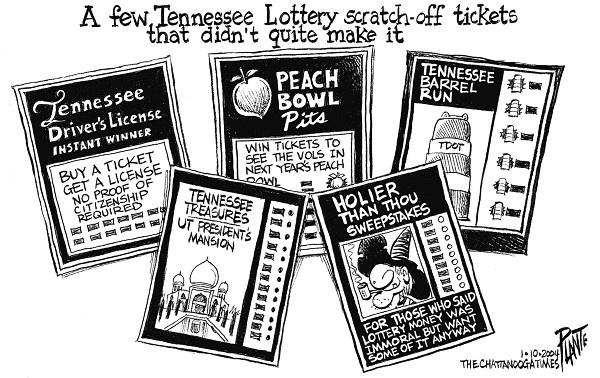 A few Tennessee Lottery scratch-off tickets
that didn't quite make it
Tennessee
Driver's License
INSTANT WINNER
BUY A TICKET
GET A LICENSE
NO PROOF OF
CITIZENSHIP
REQUIRED
PEACH
BOWL
Pits
WIN TICKETS TO
SEE THE VOLS IN
NEXT YEAR'S PEACH
BOWL
TENNESSEE
BARREL
RUN
TDOT
TENNESSEE
TREASURES
UT PRESIDENT'S
MANSION
HOLIER
THAN THOU
SWEEPSTAKES
FOR THOSE WHO SAID
LOTTERY MONEY WAS
IMMORAL BUT WANT
SOME OF IT ANYWAY
PLANTE
1·10·2004
THE CHATTANOOGA TIMES